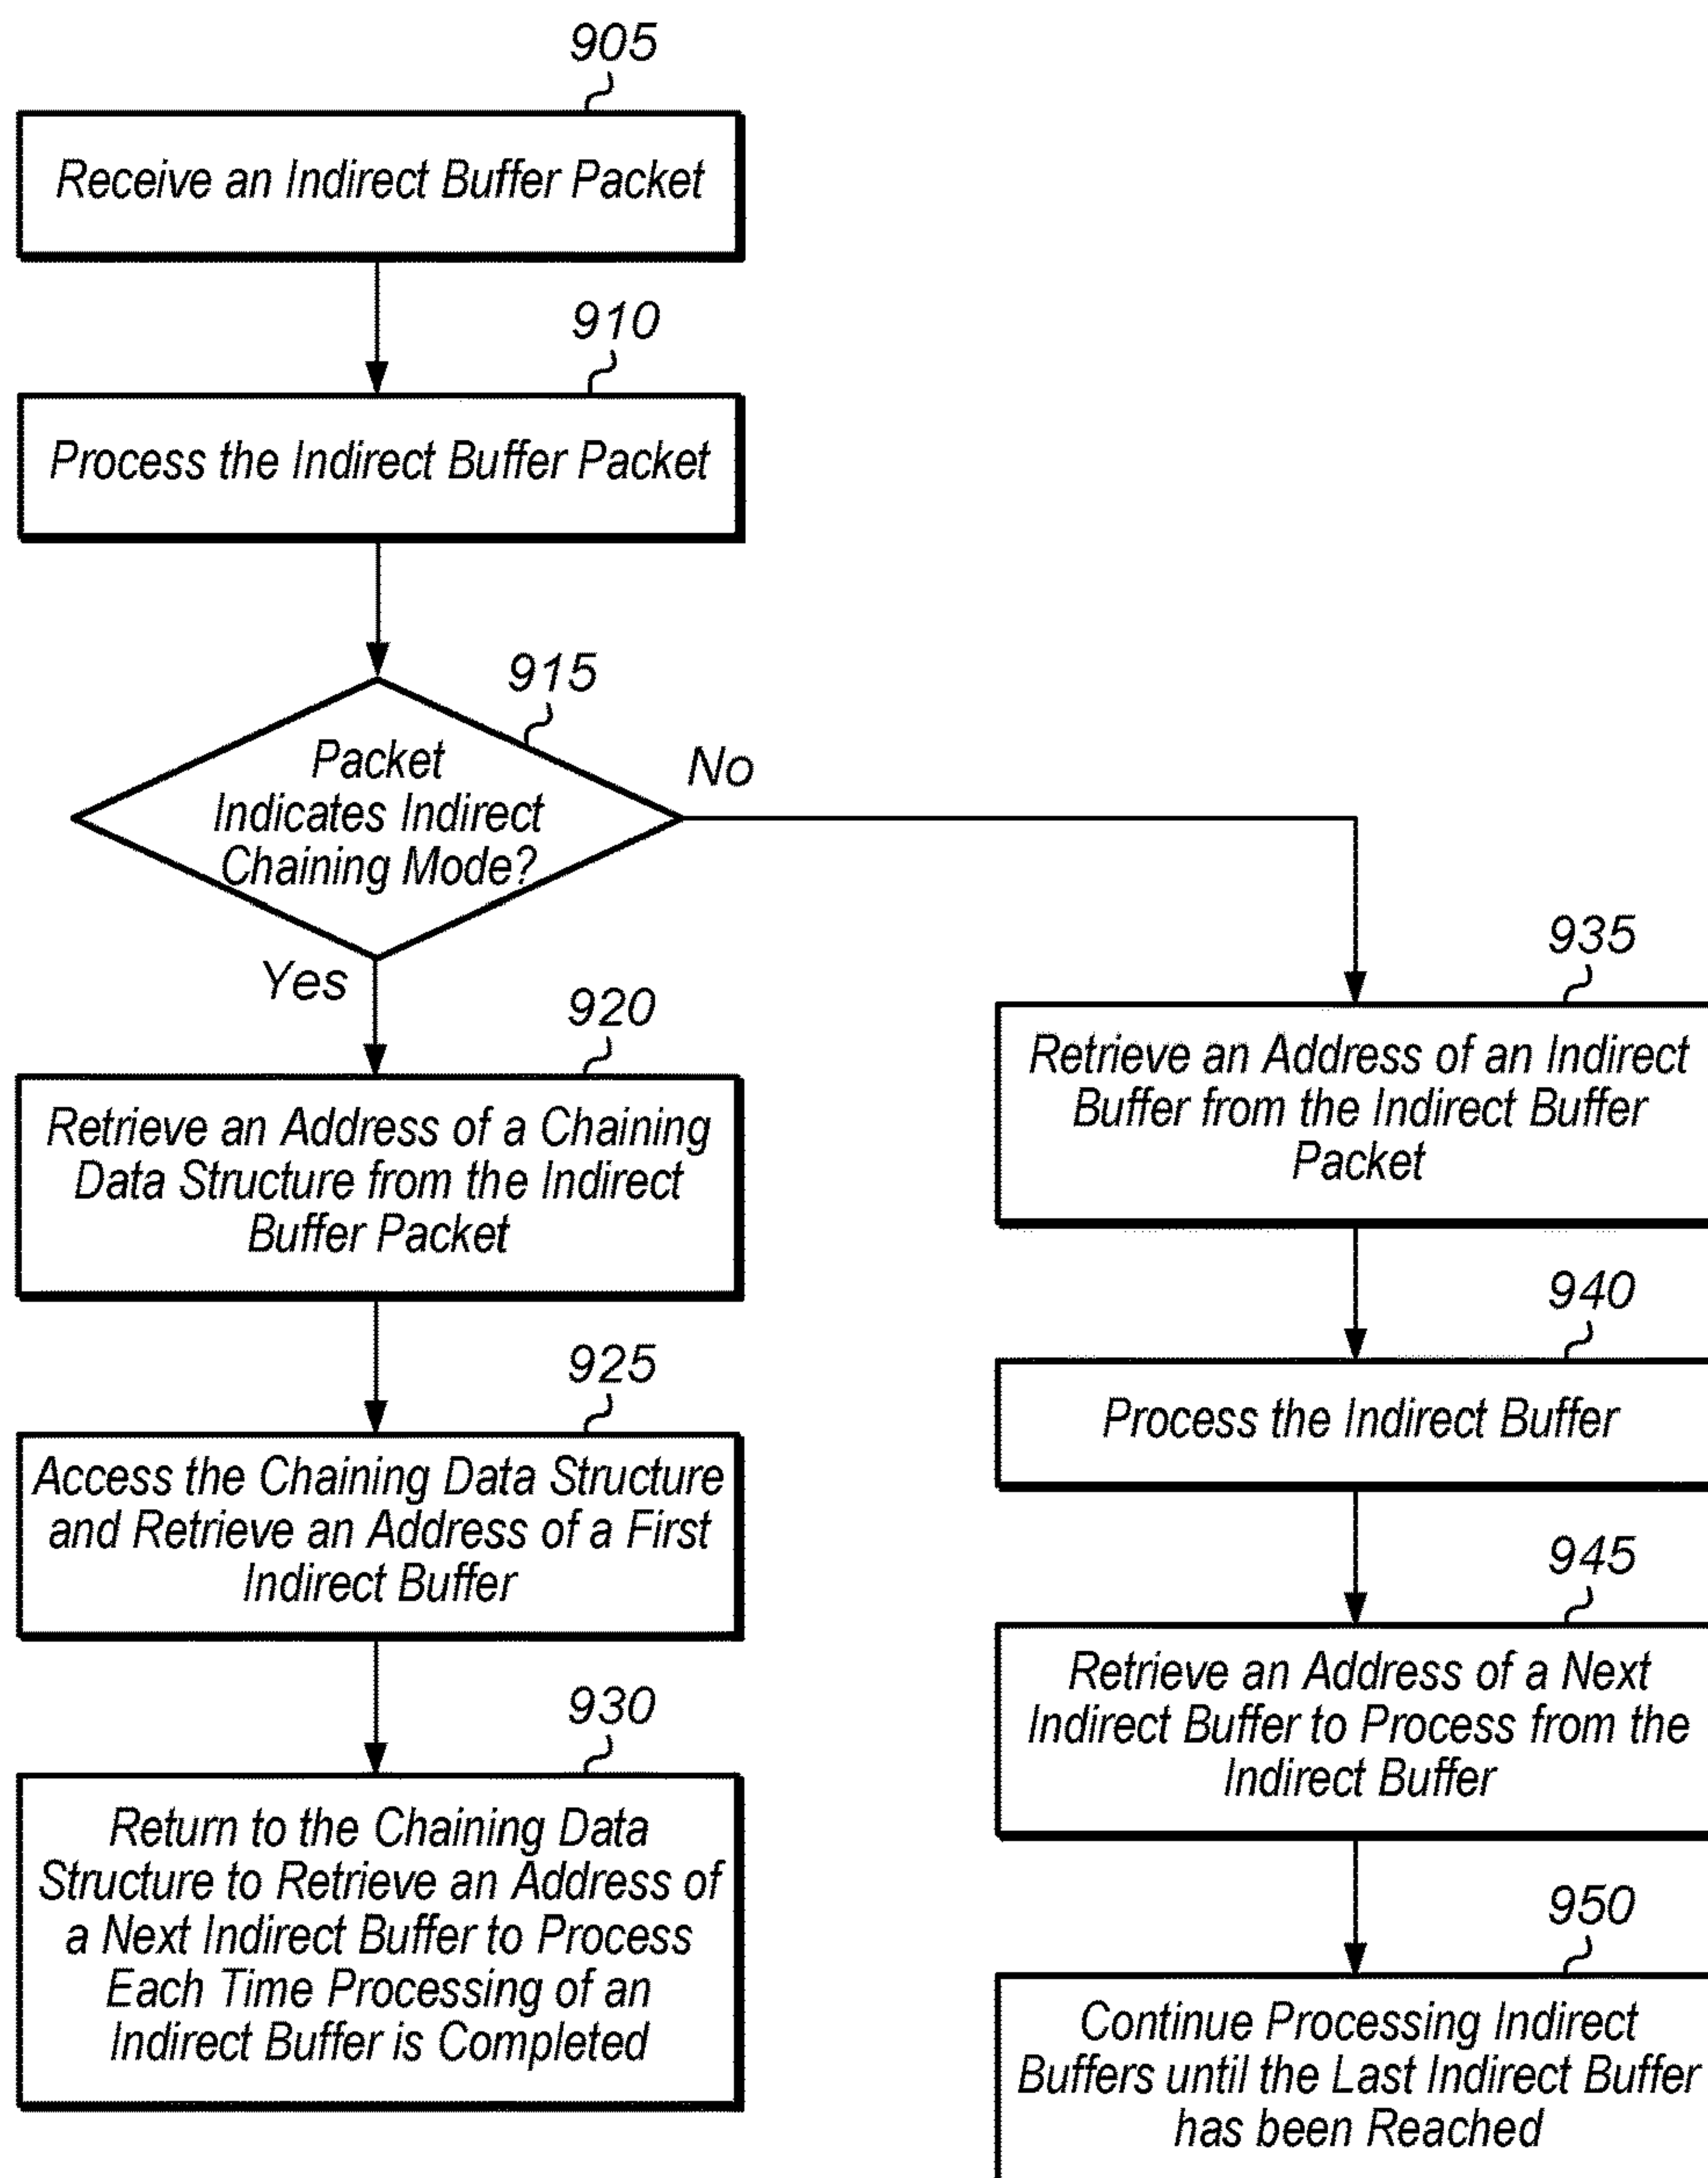 905
Receive an Indirect Buffer Packet
910
Process the Indirect Buffer Packet
915
Packet
Indicates Indirect
Chaining Mode?
No
Yes
920
Retrieve an Address of a Chaining
Data Structure from the Indirect
Buffer Packet
925
Access the Chaining Data Structure
and Retrieve an Address of a First
Indirect Buffer
930
Return to the Chaining Data
Structure to Retrieve an Address of
a Next Indirect Buffer to Process
Each Time Processing of an
Indirect Buffer is Completed
935
Retrieve an Address of an Indirect
Buffer from the Indirect Buffer
Packet
940
Process the Indirect Buffer
945
Retrieve an Address of a Next
Indirect Buffer to Process from the
Indirect Buffer
950
Continue Processing Indirect
Buffers until the Last Indirect Buffer
has been Reached